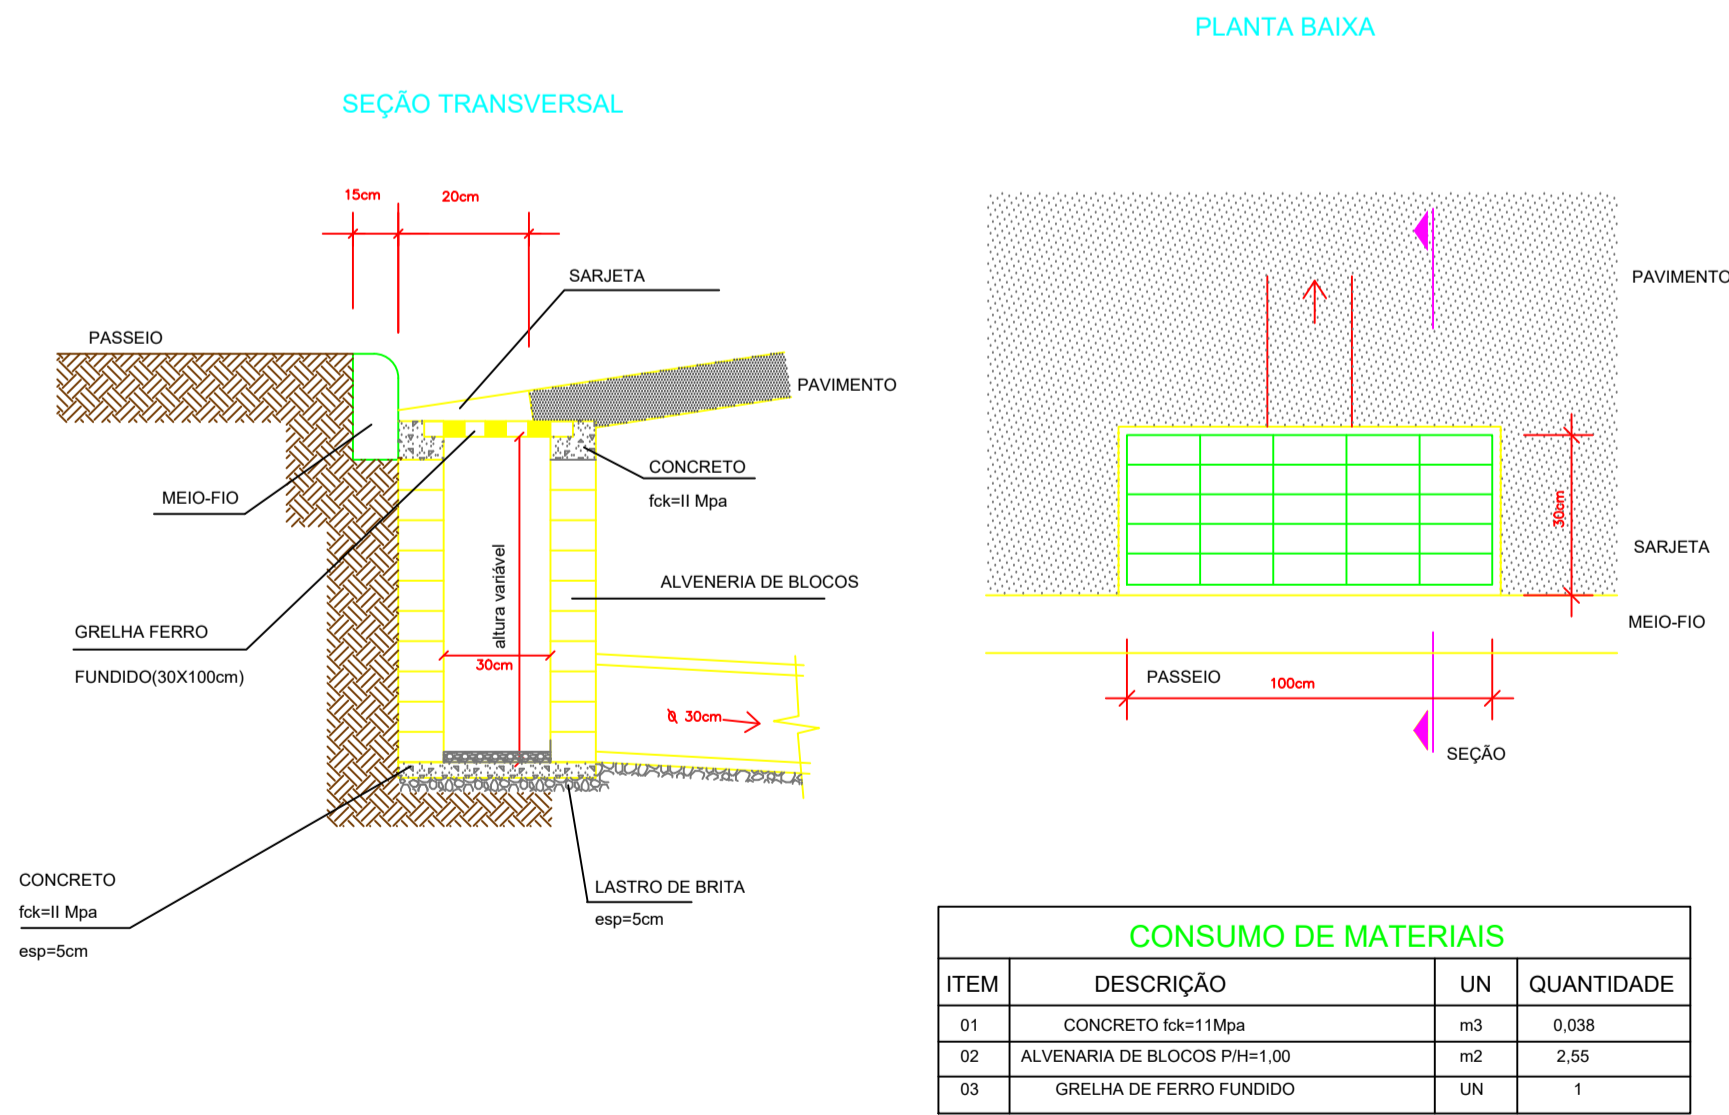 PLANTA BAIXA
SEÇÃO TRANSVERSAL
15cm
20cm
SARJETA
PASSEIO
PAVIMENTO
CONCRETO
fck=II Mpa
MEIO-FIO
altura variável
ALVENERIA DE BLOCOS
GRELHA FERRO
FUNDIDO(30X100cm)
30cm
Ø 30cm
CONCRETO
fck=II Mpa
esp=5cm
LASTRO DE BRITA
esp=5cm
PAVIMENTO
30cm
SARJETA
MEIO-FIO
PASSEIO
100cm
SEÇÃO
CONSUMO DE MATERIAIS
ITEM DESCRIÇÃO UN QUANTIDADE
01 CONCRETO fck=11Mpa m3 0,038
02 ALVENARIA DE BLOCOS P/H=1,00 m2 2,55
03 GRELHA DE FERRO FUNDIDO UN 1